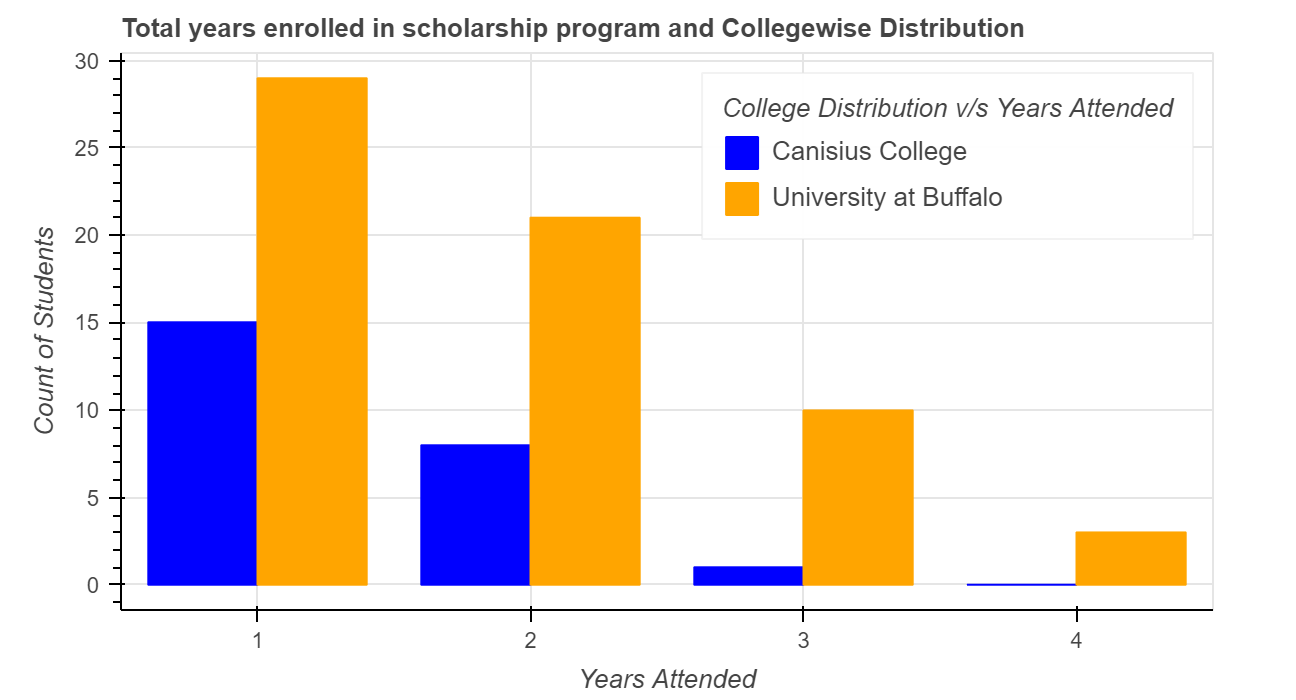 Total years enrolled in scholarship program and Collegewise Distribution
30
25
20
15
10
5
0
Count of Students
College Distribution v/s Years Attended
Canisius College
University at Buffalo
1 2 3 4
Years Attended